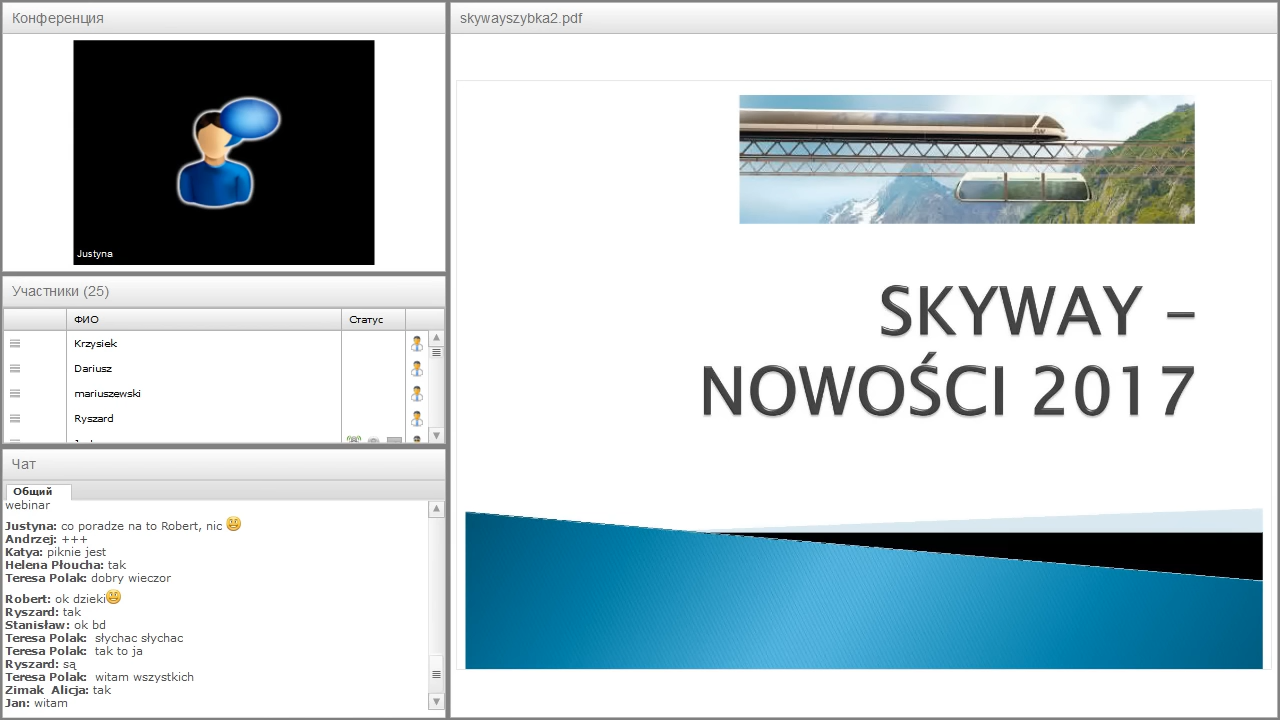 Конференция
Justyna
Участники (25)
ФИО Статус
Krzysiek
Dariusz
mariuszewski
Ryszard
Чат
Общий
webinar
Justyna: co poradze na to Robert, nic
Andrzej: +++
Katya: piknie jest
Helena Płoucha: tak
Teresa Polak: dobry wieczor
Robert: ok dzieki
Ryszard: tak
Stanisław: ok bd
Teresa Polak: słychac słychac
Teresa Polak: tak to ja
Ryszard: są
Teresa Polak: witam wszystkich
Zimak Alicja: tak
Jan: witam
skywayszybka2.pdf
SKYWAY –
NOWOŚCI 2017